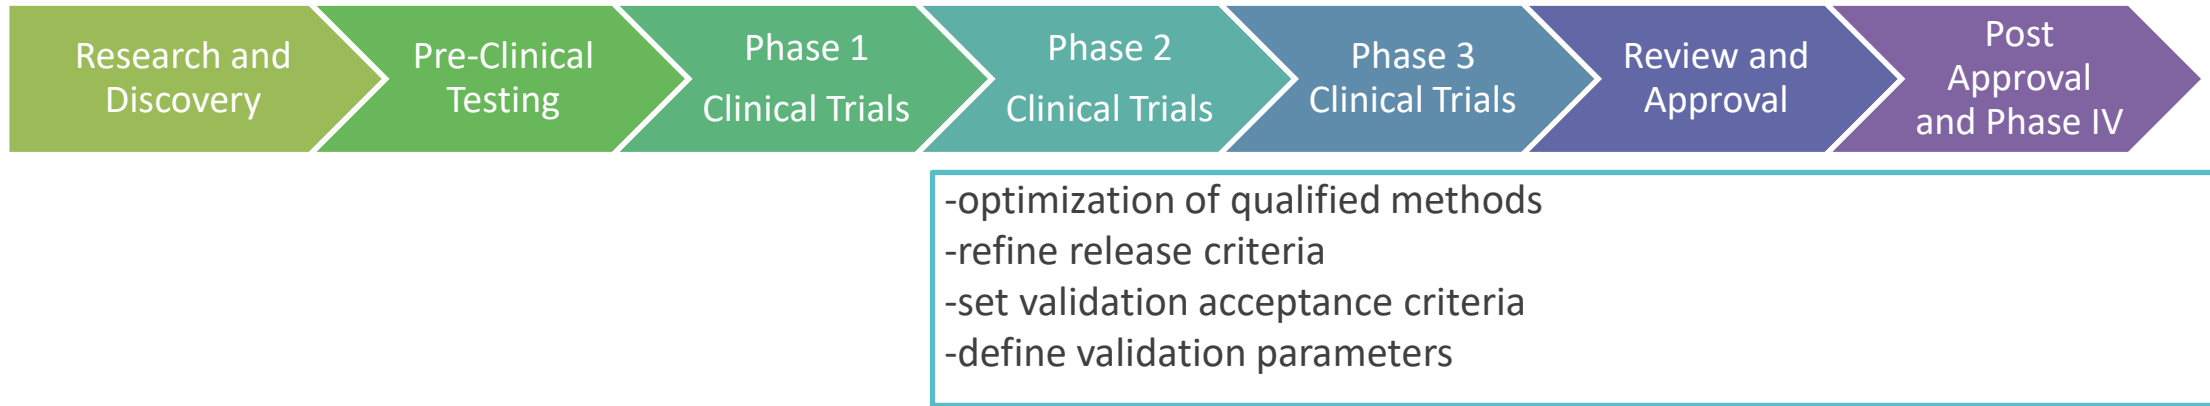 Research and
Discovery
Pre-Clinical
Testing
Phase 1
Clinical Trials
Phase 2
Clinical Trials
Phase 3
Clinical Trials
Review and
Approval
Post
Approval
and Phase IV
-optimization of qualified methods
-refine release criteria
-set validation acceptance criteria
-define validation parameters